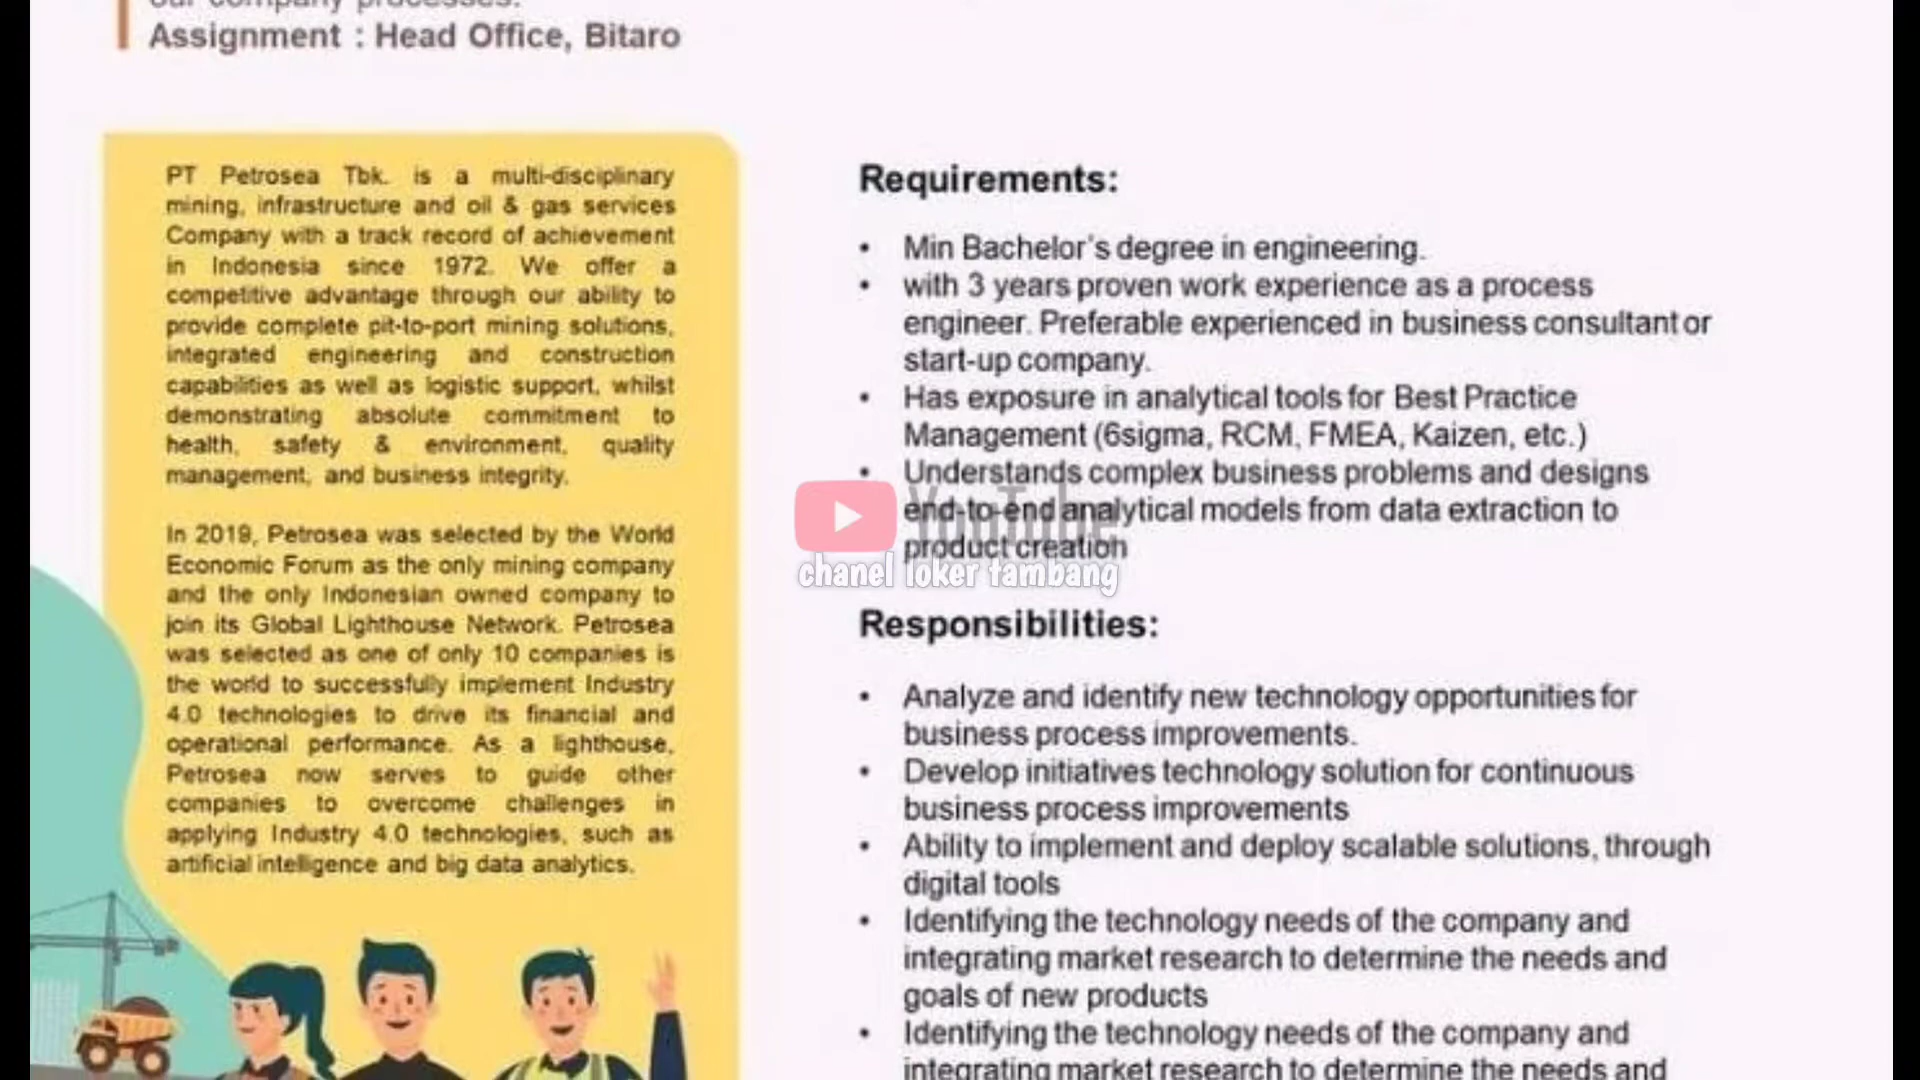 our company processes.
Assignment : Head Office, Bitaro
PT Petrosea Tbk. is a multi-disciplinary
mining, infrastructure and oil & gas services
Company with a track record of achievement
in Indonesia since 1972. We offer a
competitive advantage through our ability to
provide complete pit-to-port mining solutions,
integrated engineering and construction
capabilities as well as logistic support, whilst
demonstrating absolute commitment to
health, safety & environment, quality
management, and business integrity.
In 2019, Petrosea was selected by the World
Economic Forum as the only mining company
and the only Indonesian owned company to
join its Global Lighthouse Network. Petrosea
was selected as one of only 10 companies is
the world to successfully implement Industry
4.0 technologies to drive its financial and
operational performance. As a lighthouse,
Petrosea now serves to guide other
companies to overcome challenges in
applying Industry 4.0 technologies, such as
artificial intelligence and big data analytics.
Requirements:
• Min Bachelor's degree in engineering.
• with 3 years proven work experience as a process
engineer. Preferable experienced in business consultant or
start-up company.
• Has exposure in analytical tools for Best Practice
Management (6sigma, RCM, FMEA, Kaizen, etc.)
• Understands complex business problems and designs
end-to-end analytical models from data extraction to
product creation
YouTube
chanel loker tambang
Responsibilities:
• Analyze and identify new technology opportunities for
business process improvements.
• Develop initiatives technology solution for continuous
business process improvements
• Ability to implement and deploy scalable solutions, through
digital tools
• Identifying the technology needs of the company and
integrating market research to determine the needs and
goals of new products
• Identifying the technology needs of the company and
integrating market research to determine the needs and